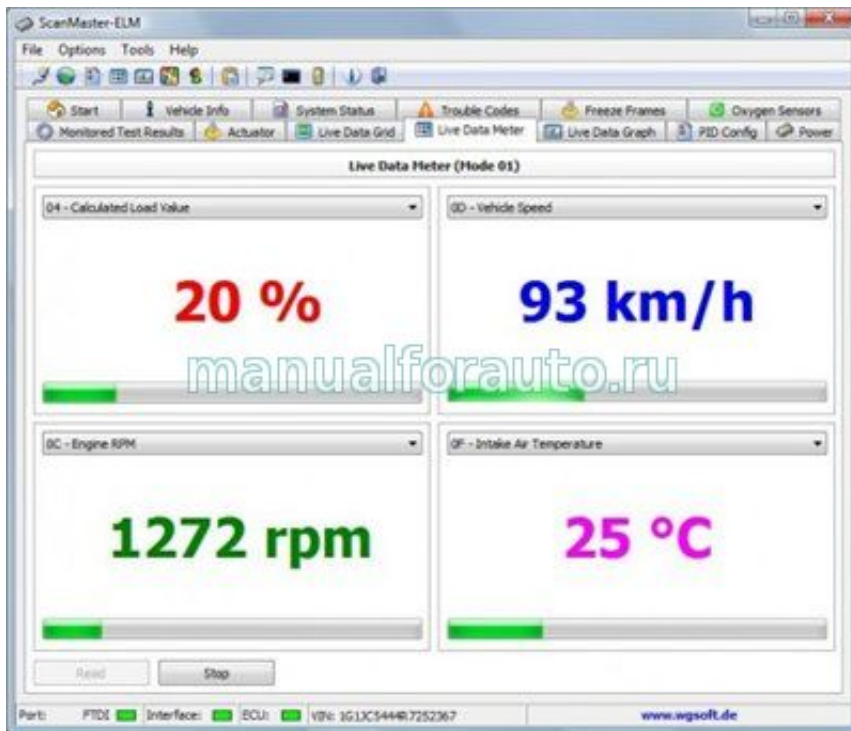 ScanMaster-ELM
File Options Tools Help
Start Vehicle Info System Status Trouble Codes Freeze Frames Oxygen Sensors
Monitored Test Results Actuator Live Data Grid Live Data Meter Live Data Graph PID Config Power
Live Data Meter (Mode 01)
04 - Calculated Load Value 0D - Vehicle Speed
20 % 93 km/h
manualforauto.ru
0C - Engine RPM 0F - Intake Air Temperature
1272 rpm 25 °C
Read Stop
Port: FTDI Interface: ECU: VIN: 1G1JC5444R7252367 www.wgsoft.de